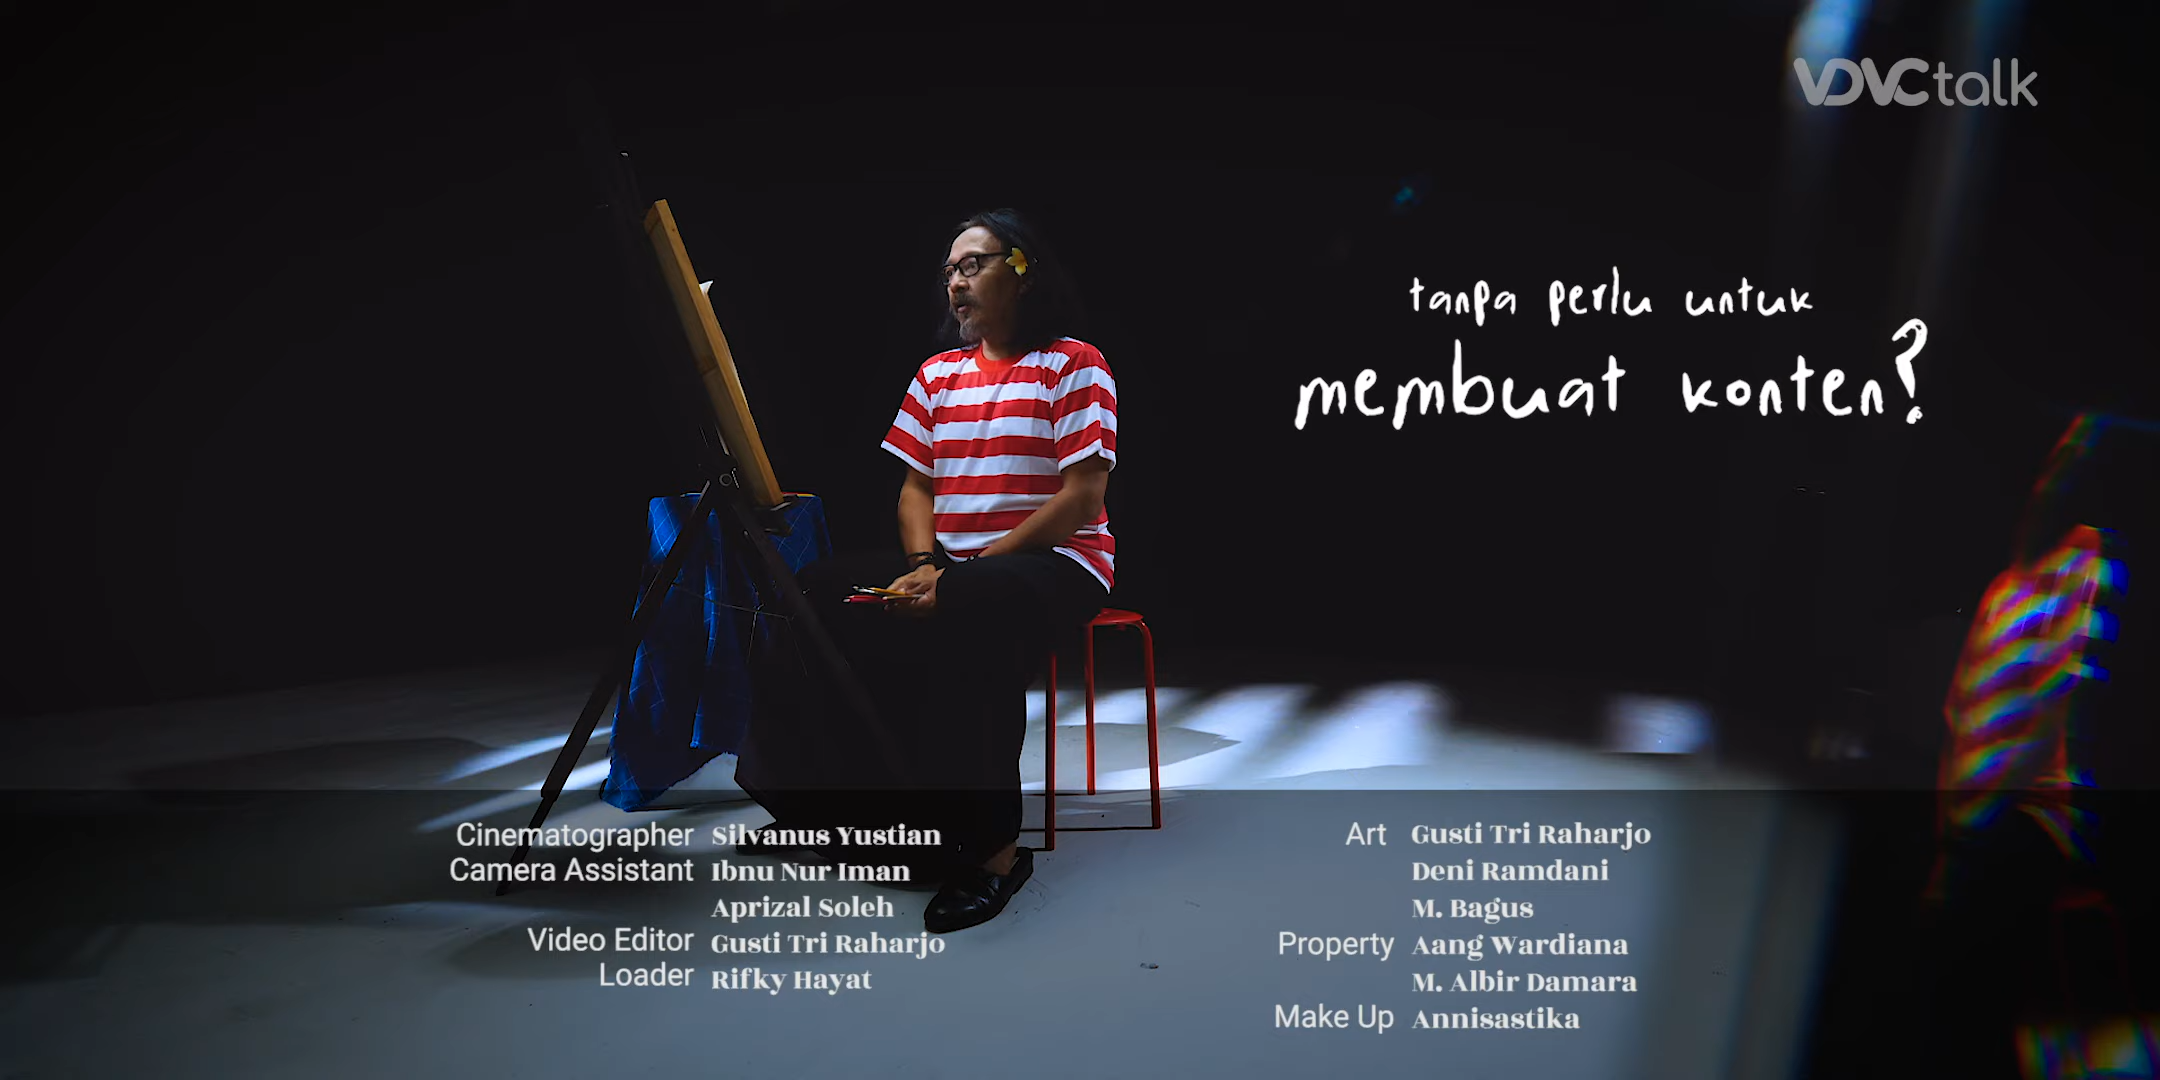 VDVCtalk
tanpa perlu untuk
membuat konten?
Cinematographer Silvanus Yustian
Camera Assistant Ibnu Nur Iman
Aprizal Soleh
Video Editor Gusti Tri Raharjo
Loader Rifky Hayat
Art Gusti Tri Raharjo
Deni Ramdani
M. Bagus
Property Aang Wardiana
M. Albir Damara
Make Up Annisastika